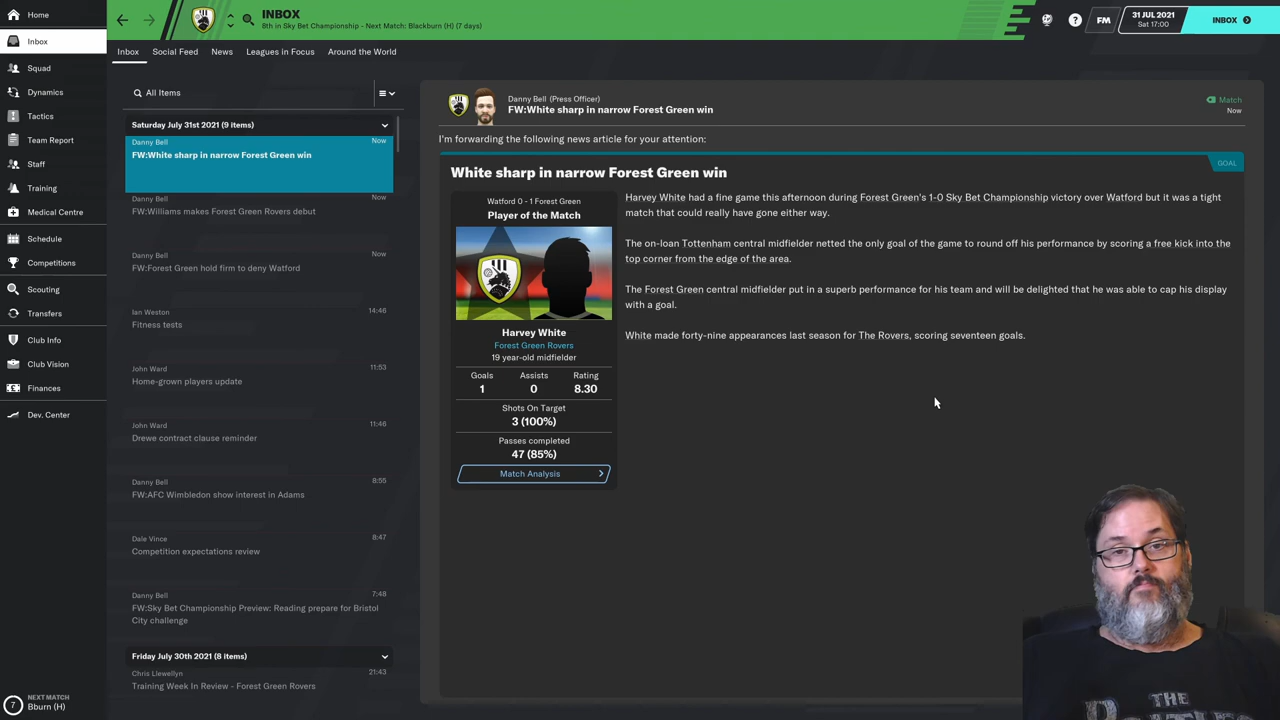 INBOX
8th in Sky Bet Championship - Next Match: Blackburn (H) (7 days)
?
FM
31 JUL 2021
Sat 17:00
INBOX
Home
Inbox
Squad
Dynamics
Tactics
Team Report
Staff
Training
Medical Centre
Schedule
Competitions
Scouting
Transfers
Club Info
Club Vision
Finances
Dev. Center
7
NEXT MATCH
Bburn (H)
Inbox
Social Feed
News
Leagues in Focus
Around the World
All Items
Saturday July 31st 2021 (9 items)
Danny Bell
Now
FW:White sharp in narrow Forest Green win
Danny Bell
Now
FW:Williams makes Forest Green Rovers debut
Danny Bell
Now
FW:Forest Green hold firm to deny Watford
Ian Weston
14:46
Fitness tests
John Ward
11:53
Home-grown players update
John Ward
11:46
Drewe contract clause reminder
Danny Bell
8:55
FW:AFC Wimbledon show interest in Adams
Dale Vince
8:47
Competition expectations review
Danny Bell
7:48
FW:Sky Bet Championship Preview: Reading prepare for Bristol
City challenge
Friday July 30th 2021 (8 items)
Chris Llewellyn
21:43
Training Week In Review - Forest Green Rovers
Danny Bell (Press Officer)
FW:White sharp in narrow Forest Green win
Match
Now
I'm forwarding the following news article for your attention:
GOAL
White sharp in narrow Forest Green win
Watford 0 - 1 Forest Green
Player of the Match
Harvey White
Forest Green Rovers
19 year-old midfielder
Goals
Assists
Rating
1
0
8.30
Shots On Target
3 (100%)
Passes completed
47 (85%)
Match Analysis
Harvey White had a fine game this afternoon during Forest Green's 1-0 Sky Bet Championship victory over Watford but it was a tight
match that could really have gone either way.
The on-loan Tottenham central midfielder netted the only goal of the game to round off his performance by scoring a free kick into the
top corner from the edge of the area.
The Forest Green central midfielder put in a superb performance for his team and will be delighted that he was able to cap his display
with a goal.
White made forty-nine appearances last season for The Rovers, scoring seventeen goals.
THE